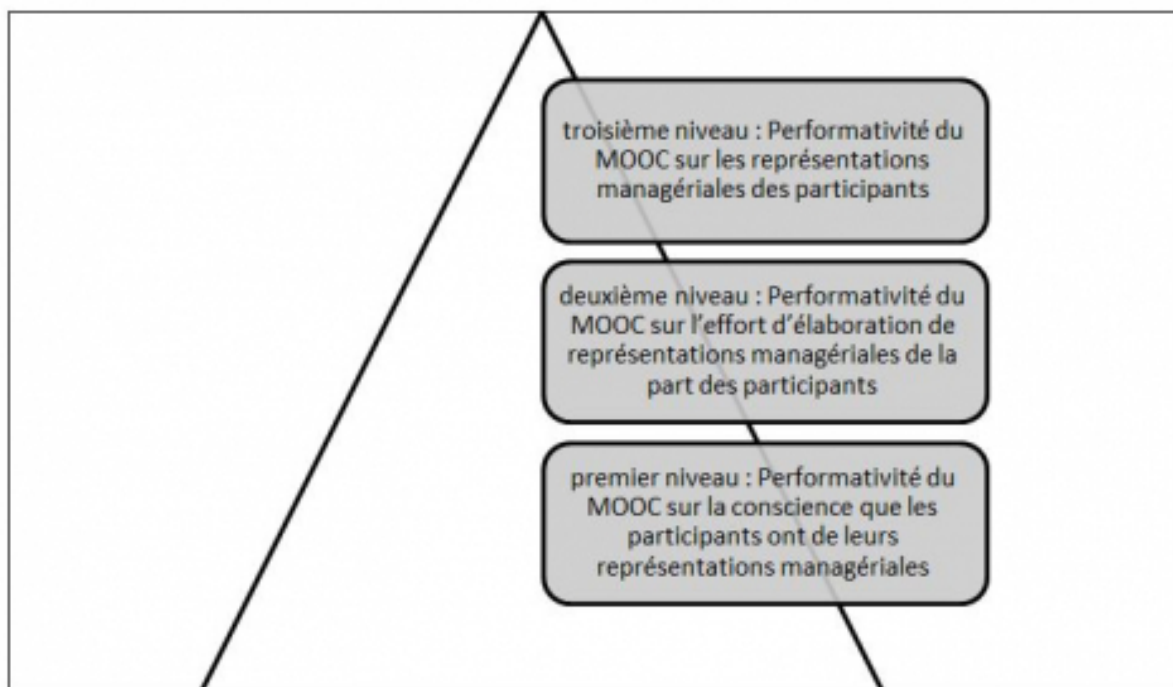 troisième niveau : Performativité du
MOOC sur les représentations
managériales des participants
deuxième niveau : Performativité du
MOOC sur l'effort d'élaboration de
représentations managériales de la
part des participants
premier niveau : Performativité du
MOOC sur la conscience que les
participants ont de leurs
représentations managériales